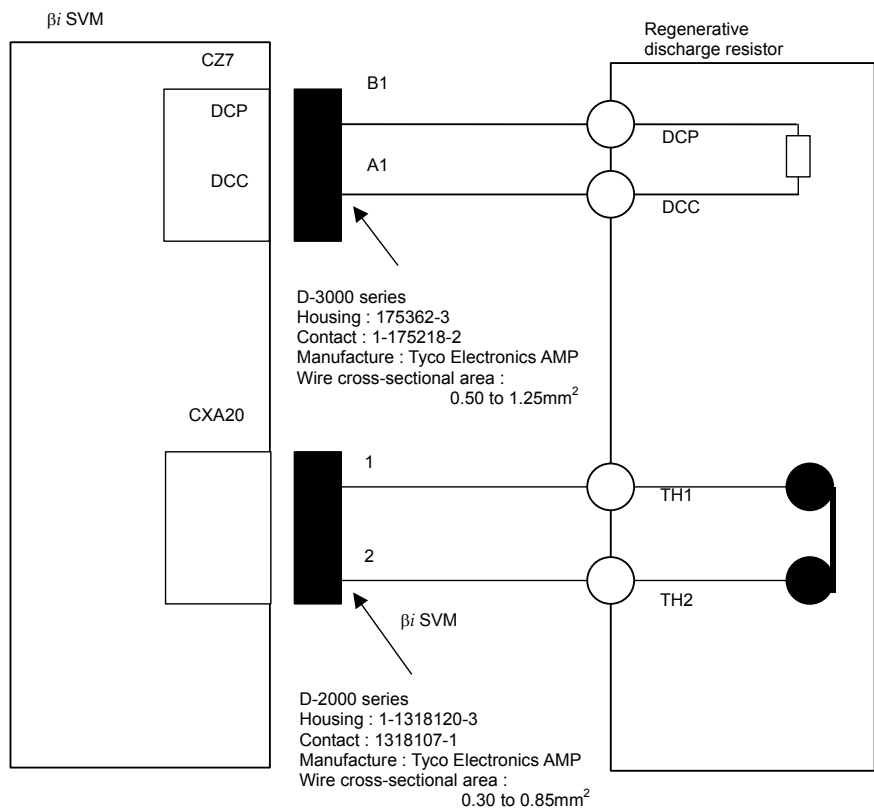 βi SVM
Regenerative
discharge resistor
CZ7
B1
DCP
DCP
A1
DCC
DCC
D-3000 series
Housing : 175362-3
Contact : 1-175218-2
Manufacture : Tyco Electronics AMP
Wire cross-sectional area :
0.50 to 1.25mm²
CXA20
1
TH1
2
TH2
βi SVM
D-2000 series
Housing : 1-1318120-3
Contact : 1318107-1
Manufacture : Tyco Electronics AMP
Wire cross-sectional area :
0.30 to 0.85mm²